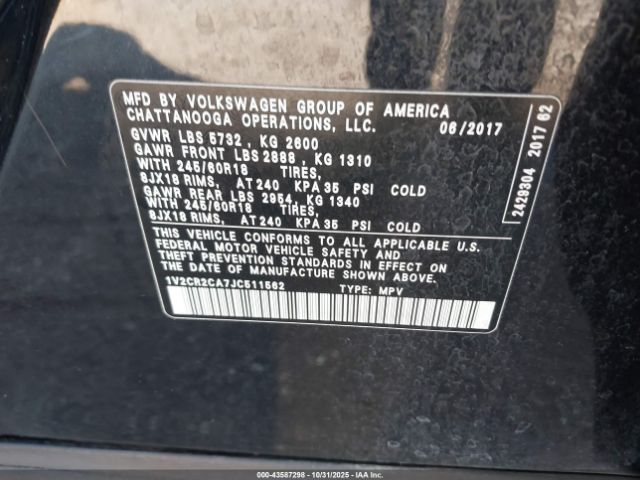 MFD BY VOLKSWAGEN GROUP OF AMERICA
CHATTANOOGA OPERATIONS, LLC. 06/2017
GVWR LBS 5732 , KG 2600
GAWR FRONT LBS 2888 , KG 1310
WITH 245/60R18 TIRES,
8JX18 RIMS, AT 240 KPA 35 PSI COLD
GAWR REAR LBS 2954, KG 1340
WITH 245/60R18 TIRES,
8JX18 RIMS, AT 240 KPA 35 PSI COLD
THIS VEHICLE CONFORMS TO ALL APPLICABLE U.S.
FEDERAL MOTOR VEHICLE SAFETY, BUMPER AND
THEFT PREVENTION STANDARDS IN EFFECT ON
THE DATE OF MANUFACTURE SHOWN ABOVE.
1V2CR2CA7JC511562 TYPE: MPV
2429304 2017 62
000-43587298 - 10/31/2025 - IAAI.COM